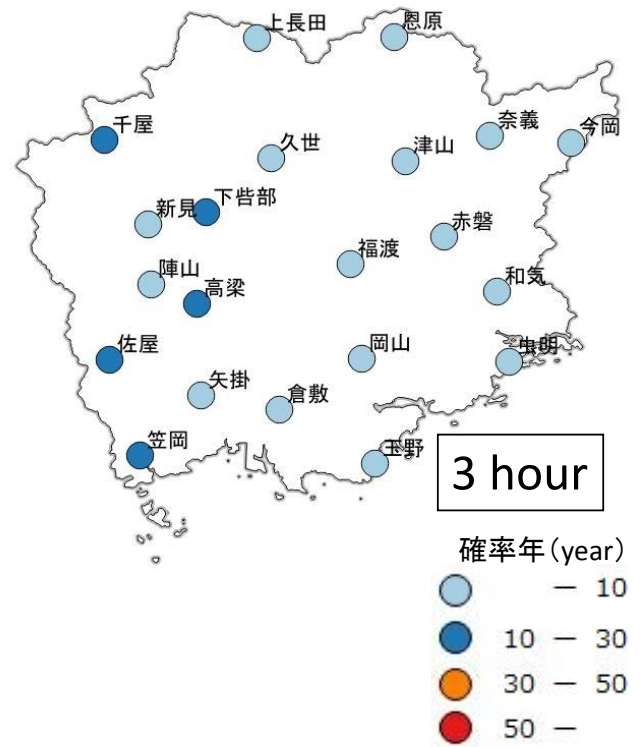 上長田
恩原
千屋
久世
津山
奈義
今岡
新見
下呰部
赤磐
福渡
陣山
高梁
和気
佐屋
岡山
虫明
矢掛
倉敷
笠岡
玉野
3 hour
確率年(year)
— 10
10 — 30
30 — 50
50 —